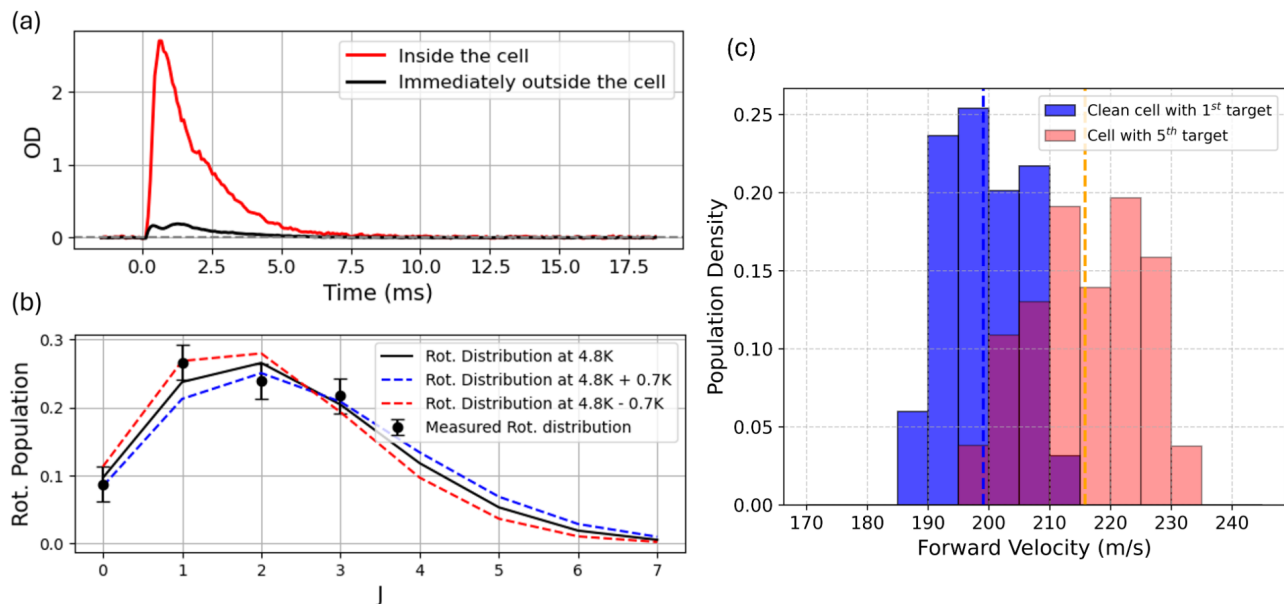 (a)
OD
2
1
0
Inside the cell
Immediately outside the cell
0.0 2.5 5.0 7.5 10.0 12.5 15.0 17.5
Time (ms)
(b)
Rot. Population
0.3
0.2
0.1
0.0
Rot. Distribution at 4.8K
Rot. Distribution at 4.8K + 0.7K
Rot. Distribution at 4.8K - 0.7K
Measured Rot. distribution
0 1 2 3 4 5 6 7
J
(c)
Population Density
0.25
0.20
0.15
0.10
0.05
0.00
Clean cell with 1st target
Cell with 5th target
170 180 190 200 210 220 230 240
Forward Velocity (m/s)